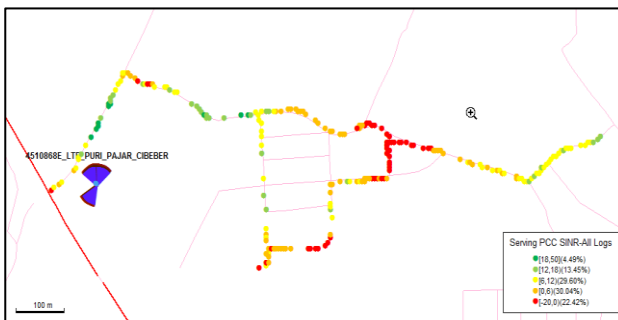 4510868E_LTE_PURI_PAJAR_CIBEBER
Serving PCC SINR-All Logs
[18,50](4.49%)
[12,18)(13.45%)
[6,12)(29.60%)
[0,6)(30.04%)
[-20,0)(22.42%)
100 m